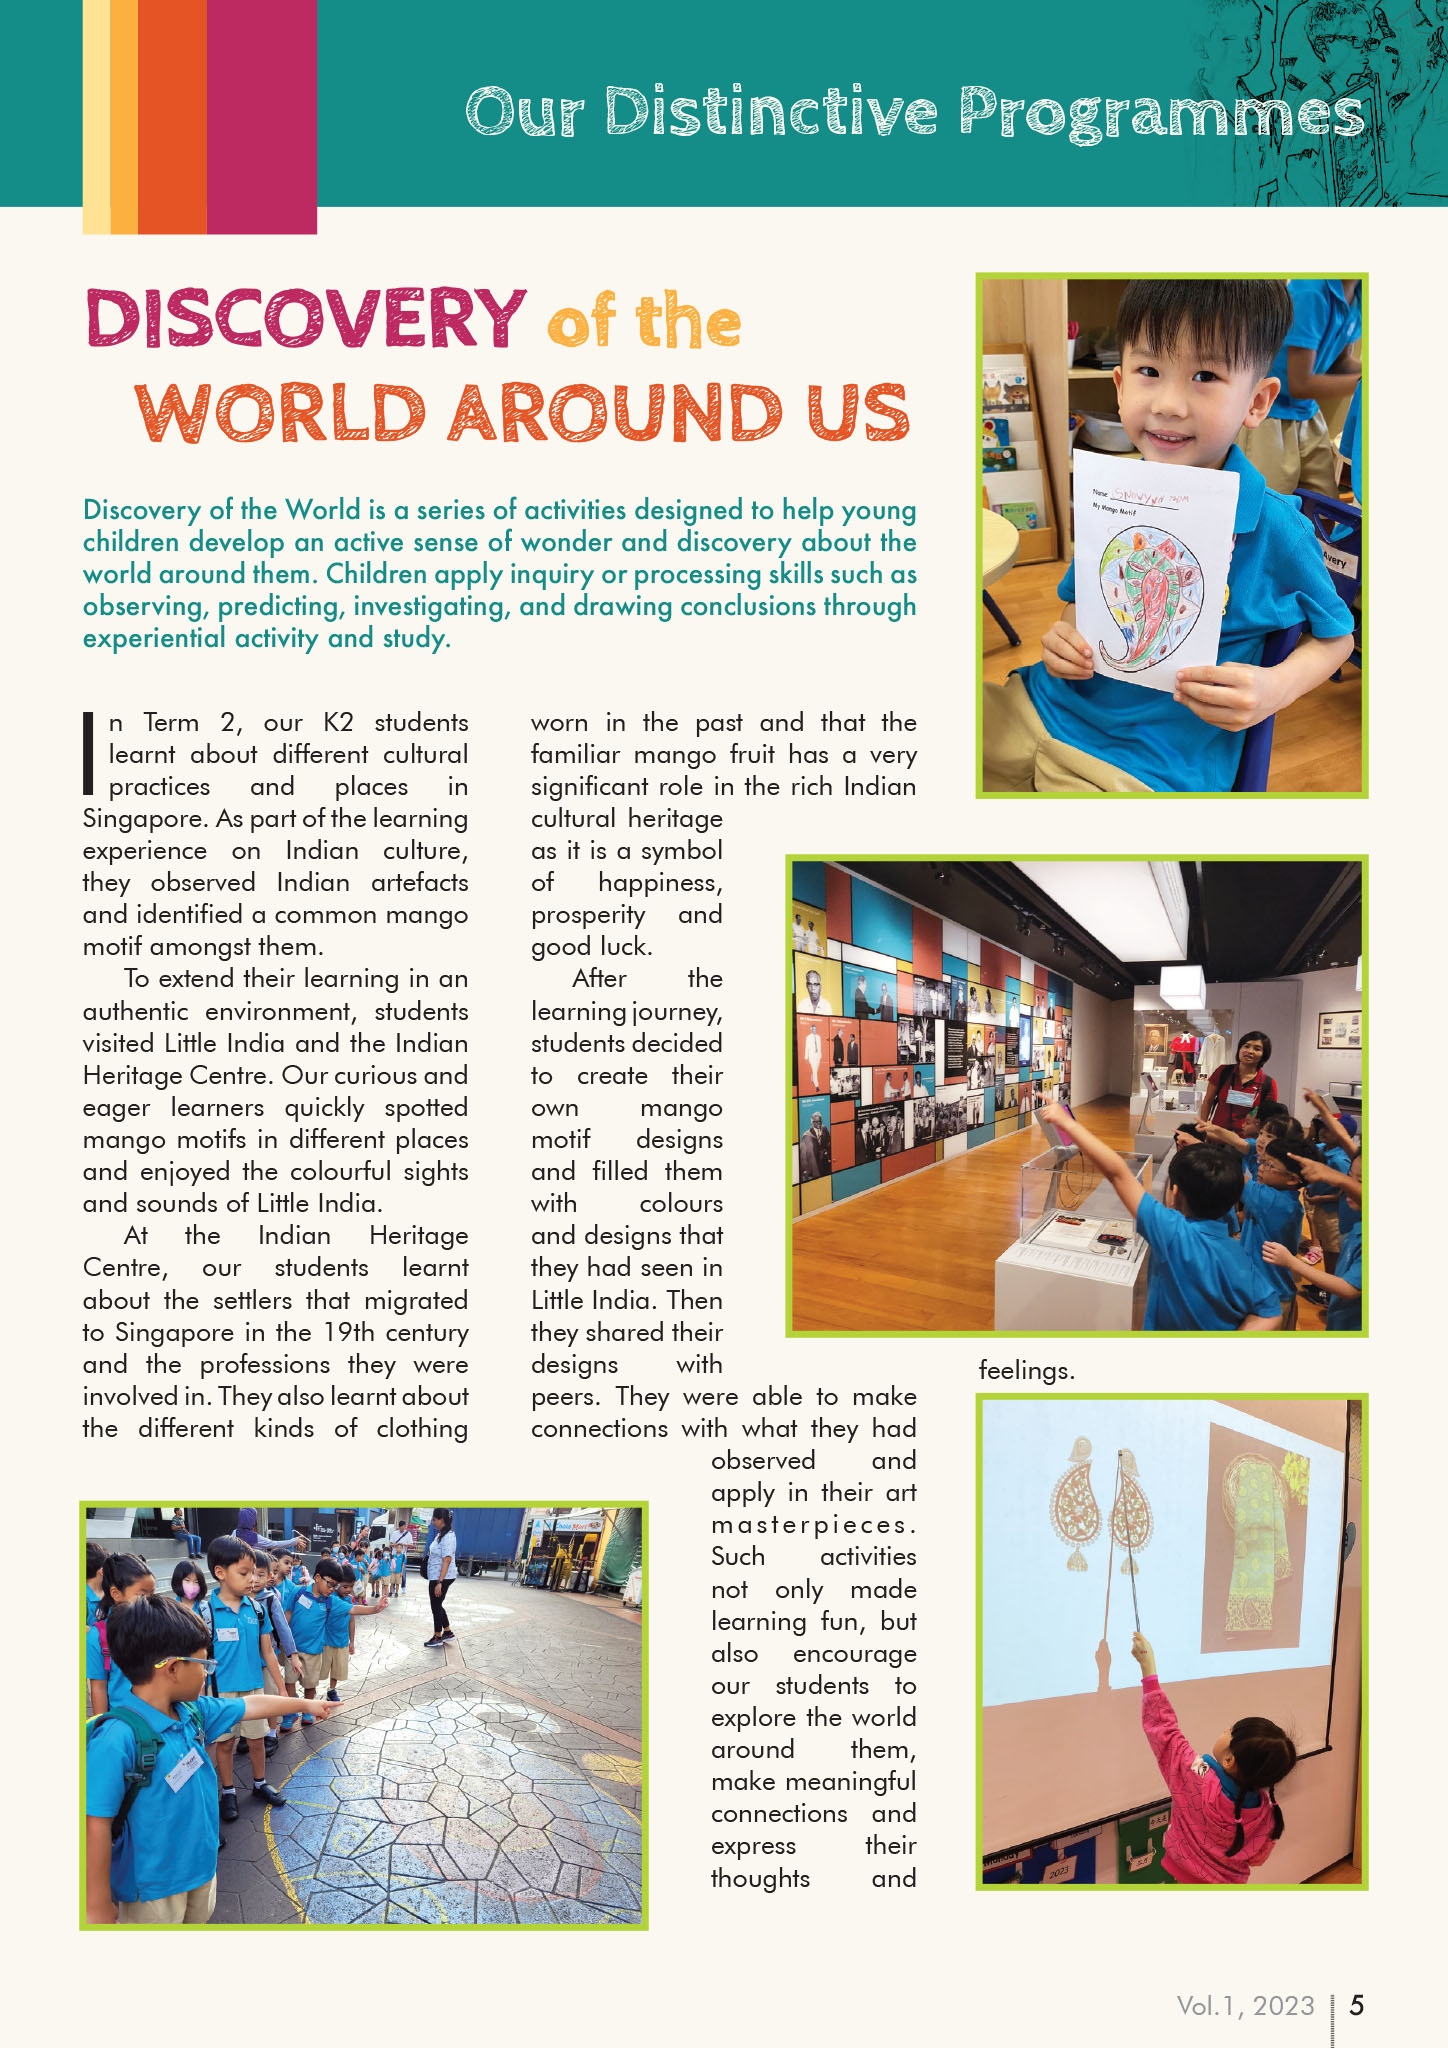 Our Distinctive Programmes
DISCOVERY of the
WORLD AROUND US
Discovery of the World is a series of activities designed to help young
children develop an active sense of wonder and discovery about the
world around them. Children apply inquiry or processing skills such as
observing, predicting, investigating, and drawing conclusions through
experiential activity and study.
In Term 2, our K2 students
learnt about different cultural
practices and places in
Singapore. As part of the learning
experience on Indian culture,
they observed Indian artefacts
and identified a common mango
motif amongst them.
To extend their learning in an
authentic environment, students
visited Little India and the Indian
Heritage Centre. Our curious and
eager learners quickly spotted
mango motifs in different places
and enjoyed the colourful sights
and sounds of Little India.
At the Indian Heritage
Centre, our students learnt
about the settlers that migrated
to Singapore in the 19th century
and the professions they were
involved in. They also learnt about
the different kinds of clothing
worn in the past and that the
familiar mango fruit has a very
significant role in the rich Indian
cultural heritage
as it is a symbol
of happiness,
prosperity and
good luck.
After the
learning journey,
students decided
to create their
own mango
motif designs
and filled them
with colours
and designs that
they had seen in
Little India. Then
they shared their
designs with
peers. They were able to make
connections with what they had
observed and
apply in their art
masterpieces.
Such activities
not only made
learning fun, but
also encourage
our students to
explore the world
around them,
make meaningful
connections and
express their
thoughts and
feelings.
Name
My Mango Motif
Avery
2023
Vol.1, 2023 5